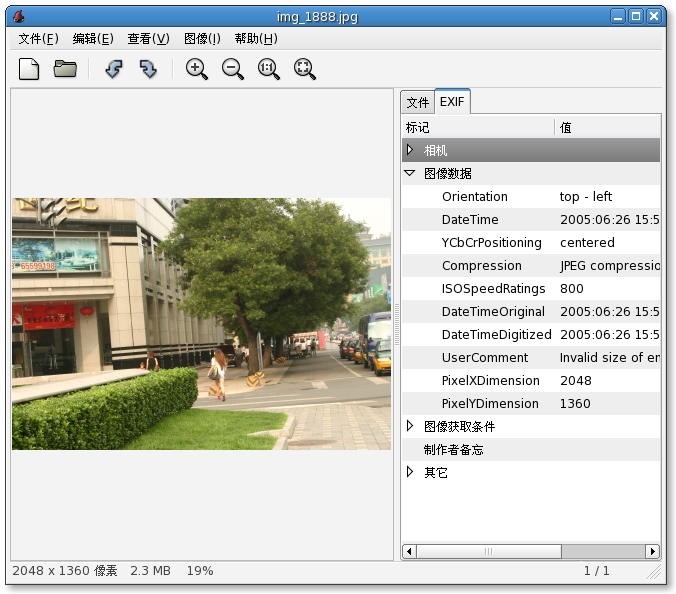 img_1888.jpg
文件(F) 编辑(E) 查看(V) 图像(I) 帮助(H)
文件 EXIF
标记 值
相机
图像数据
Orientation top - left
DateTime 2005:06:26 15:5
YCbCrPositioning centered
Compression JPEG compressio
ISOSpeedRatings 800
DateTimeOriginal 2005:06:26 15:5
DateTimeDigitized 2005:06:26 15:5
UserComment Invalid size of en
PixelXDimension 2048
PixelYDimension 1360
图像获取条件
制作者备忘
其它
65599198
2048 x 1360 像素 2.3 MB 19% 1 / 1